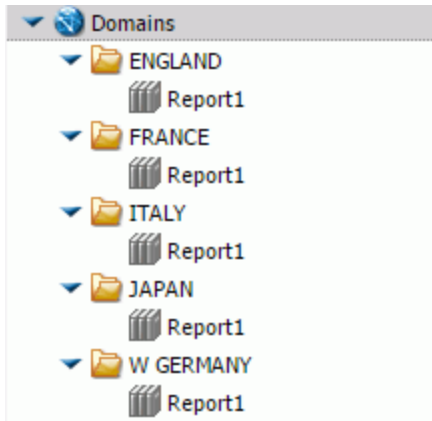 Domains
ENGLAND
Report1
FRANCE
Report1
ITALY
Report1
JAPAN
Report1
W GERMANY
Report1